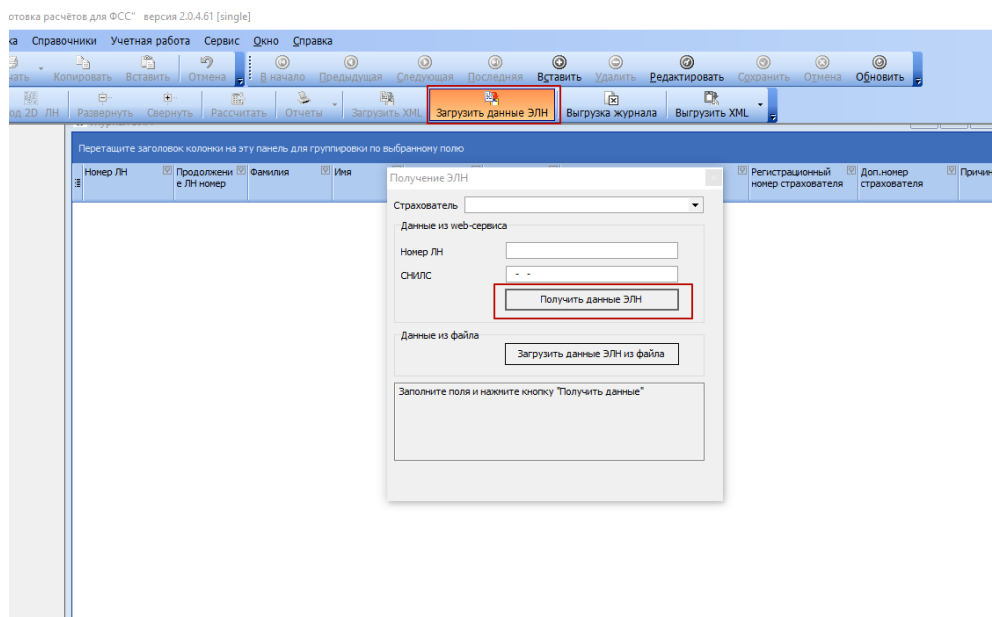 отовка расчётов для ФСС" версия 2.0.4.61 [single]
ка Справочники Учетная работа Сервис Окно Справка
чать Копировать Вставить Отмена В начало Предыдущая Следующая Последняя Вставить Удалить Редактировать Сохранить Отмена Обновить
од 2D ЛН Развернуть Свернуть Рассчитать Отчеты Загрузить XML Загрузить данные ЭЛН Выгрузка журнала Выгрузить XML
Перетащите заголовок колонки на эту панель для группировки по выбранному полю
Номер ЛН Продолжени Фамилия Имя Регистрационный Доп.номер Причин
е ЛН номер номер страхователя страхователя
Получение ЭЛН
Страхователь
Данные из web-сервиса
Номер ЛН
СНИЛС - -
Получить данные ЭЛН
Данные из файла
Загрузить данные ЭЛН из файла
Заполните поля и нажмите кнопку "Получить данные"